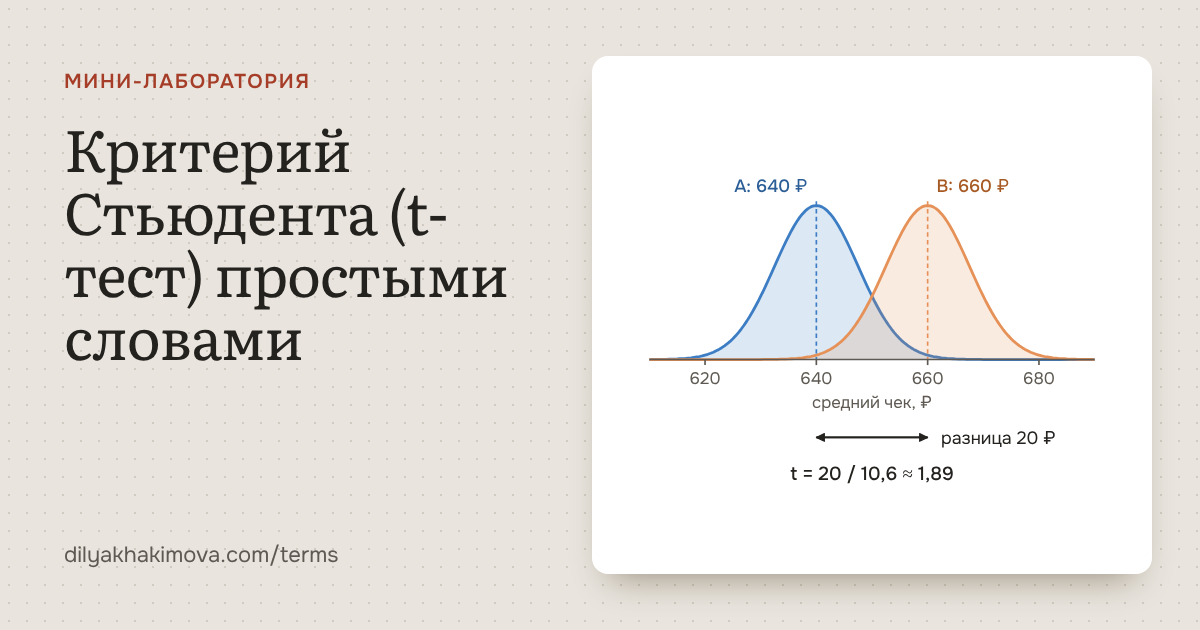 МИНИ-ЛАБОРАТОРИЯ
Критерий
Стьюдента (t-
тест) простыми
словами
dilyakhakimova.com/terms
A: 640 ₽
B: 660 ₽
620 640 660 680
средний чек, ₽
разница 20 ₽
t = 20 / 10,6 ≈ 1,89